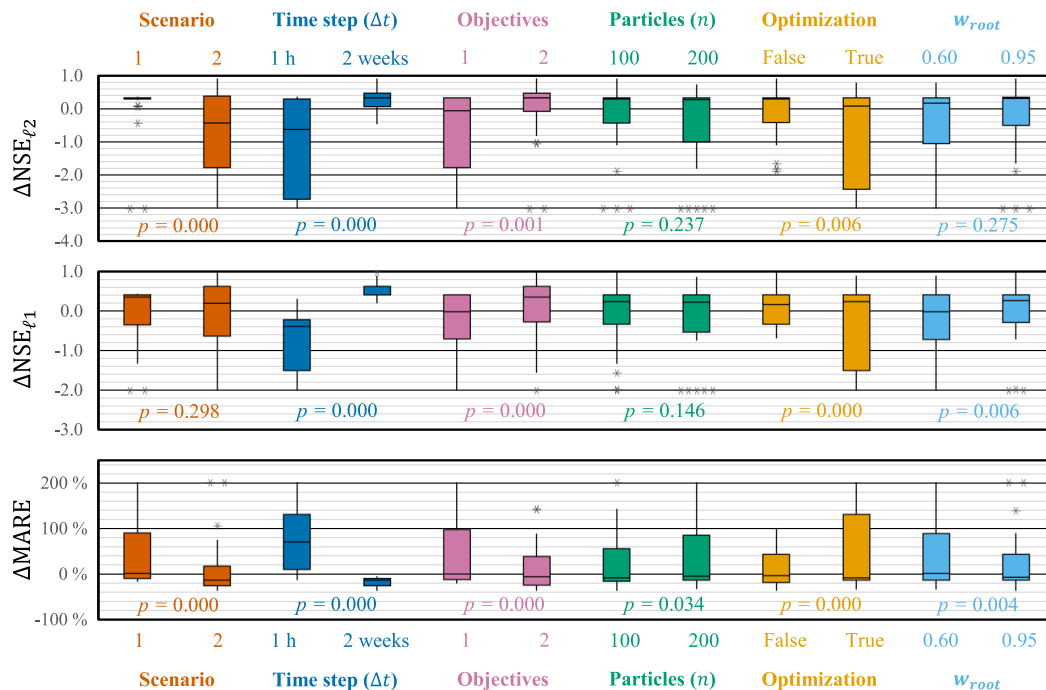 Scenario Time step (Δt) Objectives Particles (n) Optimization w_root
1 2 1 h 2 weeks 1 2 100 200 False True 0.60 0.95
1.0
0.0
-1.0
-2.0
-3.0
-4.0
ΔNSE_ℓ2
p = 0.000 p = 0.000 p = 0.001 p = 0.237 p = 0.006 p = 0.275
1.0
0.0
-1.0
-2.0
-3.0
ΔNSE_ℓ1
p = 0.298 p = 0.000 p = 0.000 p = 0.146 p = 0.000 p = 0.006
200 %
100 %
0 %
-100 %
ΔMARE
p = 0.000 p = 0.000 p = 0.000 p = 0.034 p = 0.000 p = 0.004
1 2 1 h 2 weeks 1 2 100 200 False True 0.60 0.95
Scenario Time step (Δt) Objectives Particles (n) Optimization w_root